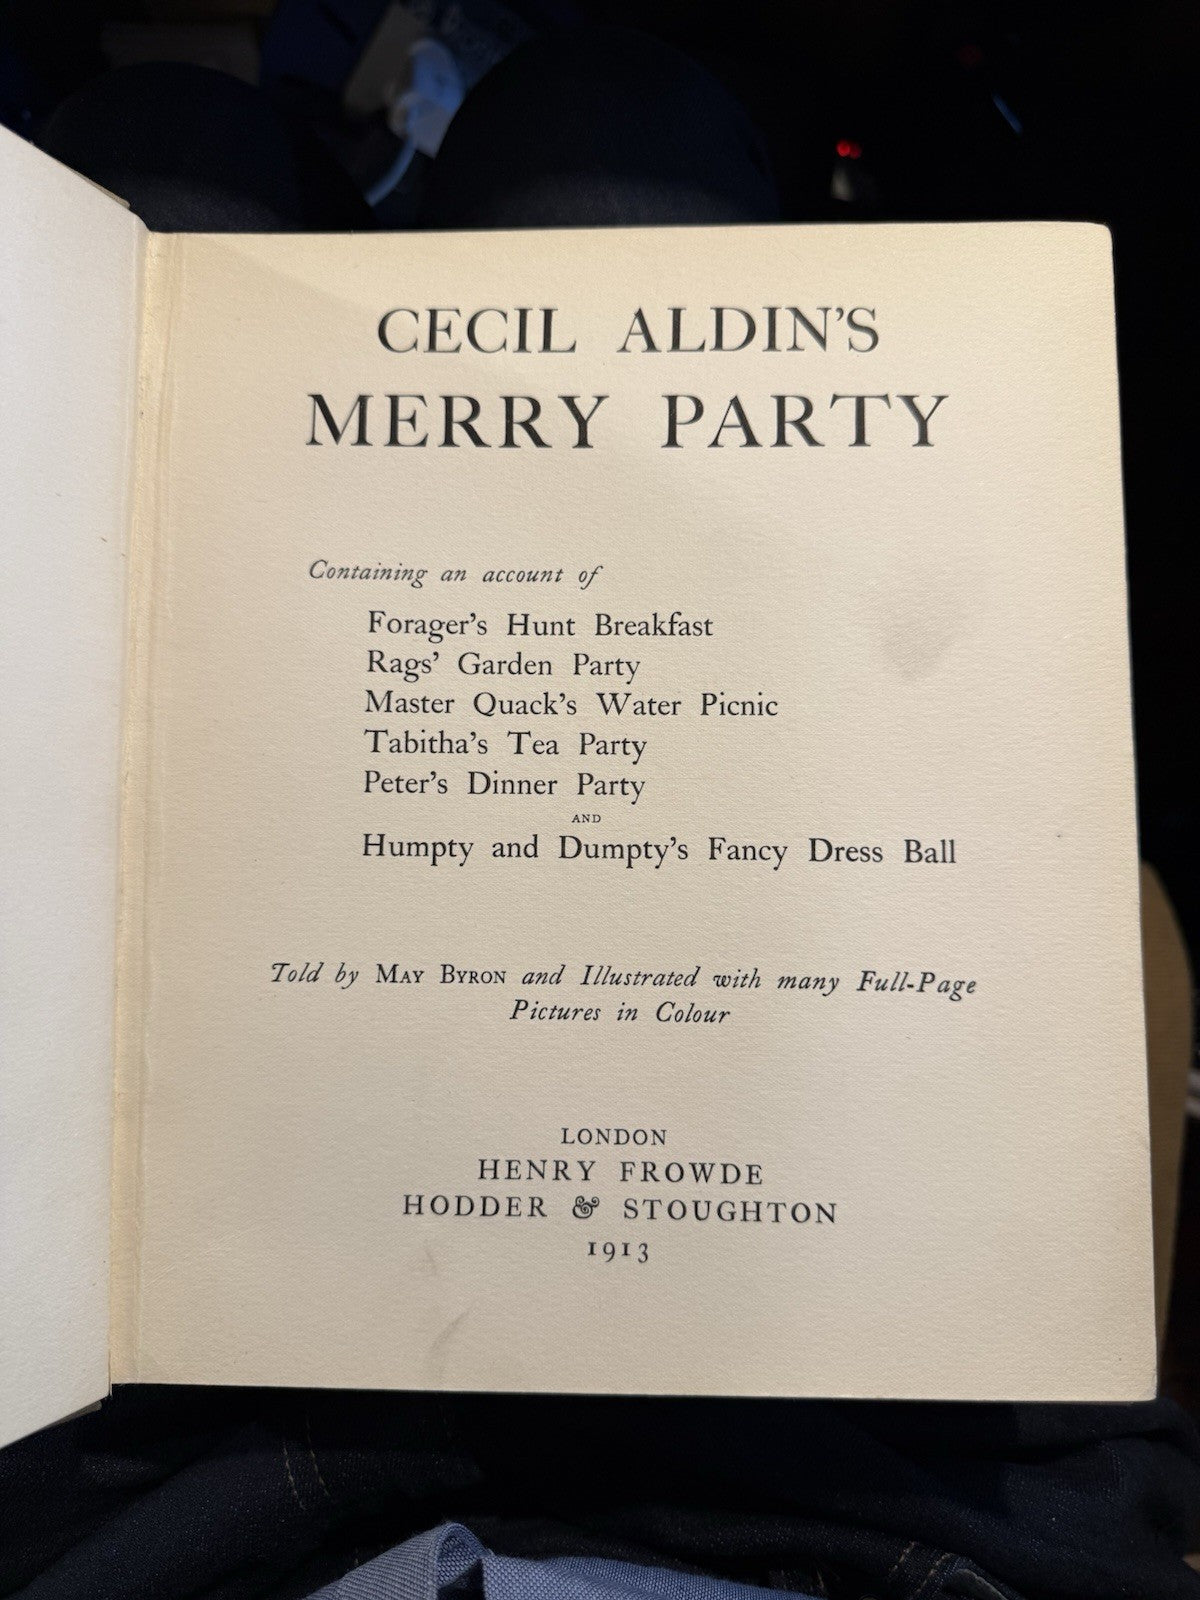 CECIL ALDIN'S
MERRY PARTY
Containing an account of
Forager's Hunt Breakfast
Rags' Garden Party
Master Quack's Water Picnic
Tabitha's Tea Party
Peter's Dinner Party
AND
Humpty and Dumpty's Fancy Dress Ball
Told by MAY BYRON and Illustrated with many Full-Page
Pictures in Colour
LONDON
HENRY FROWDE
HODDER & STOUGHTON
1913